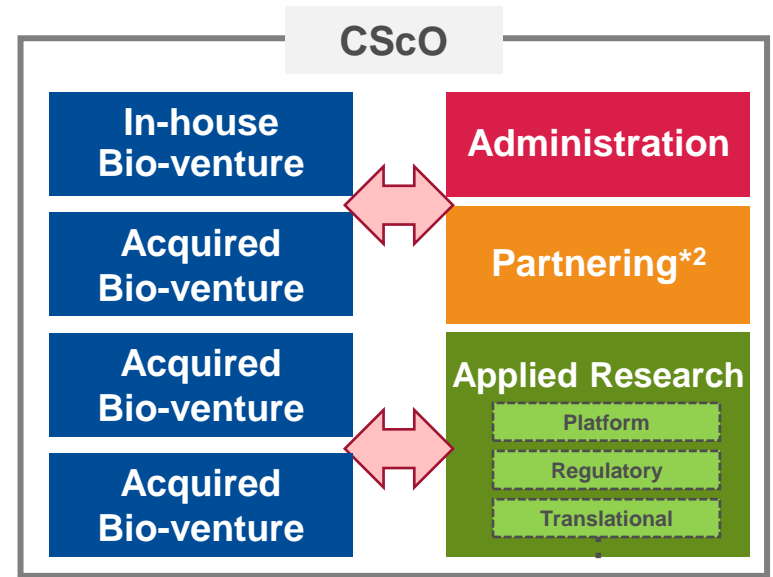 CScO
In-house
Bio-venture
Acquired
Bio-venture
Acquired
Bio-venture
Acquired
Bio-venture
Administration
Partnering*2
Applied Research
Platform
Regulatory
Translational